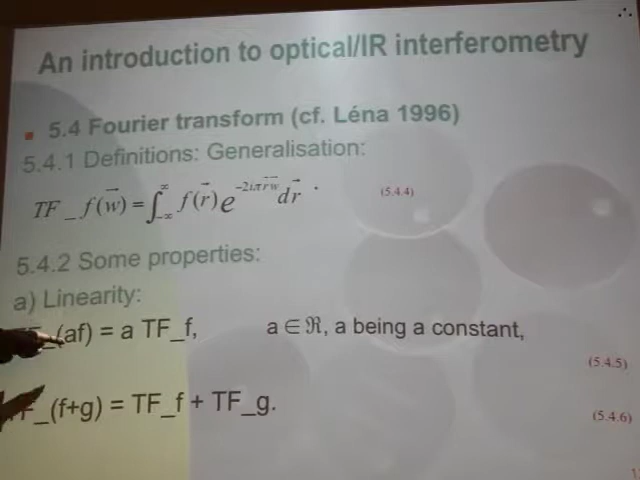 An introduction to optical/IR interferometry
5.4 Fourier transform (cf. Léna 1996)
5.4.1 Definitions: Generalisation:
TF_f(w⃗) = ∫_{-∞}^{∞} f(r⃗) e^{-2iπ r⃗ w⃗} dr⃗ . (5.4.4)
5.4.2 Some properties:
a) Linearity:
_(af) = a TF_f, a ∈ ℜ, a being a constant,
(5.4.5)
F_(f+g) = TF_f + TF_g.
(5.4.6)